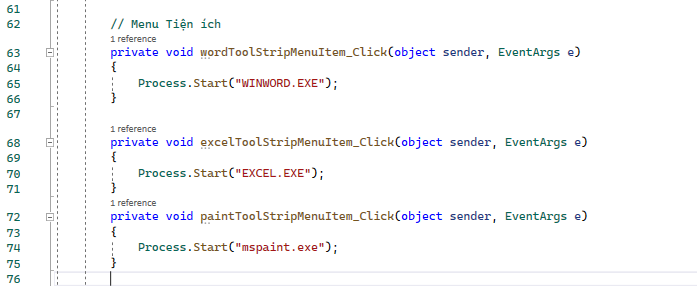 61
62 // Menu Tiện ích
1 reference
63 private void wordToolStripMenuItem_Click(object sender, EventArgs e)
64 {
65 Process.Start("WINWORD.EXE");
66 }
67
1 reference
68 private void excelToolStripMenuItem_Click(object sender, EventArgs e)
69 {
70 Process.Start("EXCEL.EXE");
71 }
1 reference
72 private void paintToolStripMenuItem_Click(object sender, EventArgs e)
73 {
74 Process.Start("mspaint.exe");
75 }
76